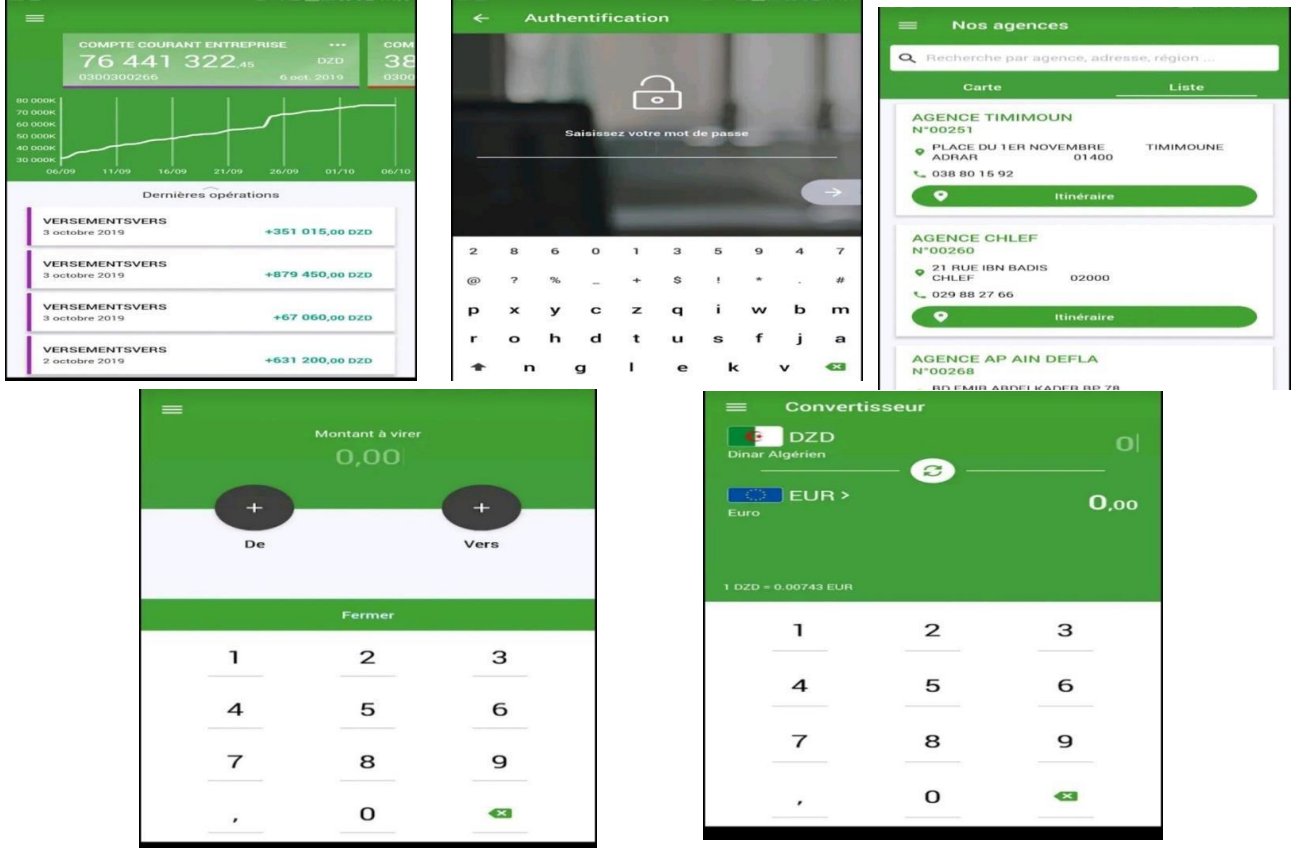 COMPTE COURANT ENTREPRISE ... COM
76 441 322,45 DZD 38
0300300266 6 oct. 2019 0300
80 000K
70 000K
60 000K
50 000K
40 000K
30 000K
06/09 11/09 16/09 21/09 26/09 01/10 06/10
Dernières opérations
VERSEMENTSVERS
3 octobre 2019 +351 015,00 DZD
VERSEMENTSVERS
3 octobre 2019 +879 450,00 DZD
VERSEMENTSVERS
3 octobre 2019 +67 060,00 DZD
VERSEMENTSVERS
2 octobre 2019 +631 200,00 DZD
Authentification
Saisissez votre mot de passe
2 8 6 0 1 3 5 9 4 7
@ ? % _ + $ ! * . #
p x y c z q i w b m
r o h d t u s f j a
n g l e k v
Nos agences
Recherche par agence, adresse, région ...
Carte Liste
AGENCE TIMIMOUN
N°00251
PLACE DU 1ER NOVEMBRE TIMIMOUNE
ADRAR 01400
038 80 15 92
Itinéraire
AGENCE CHLEF
N°00260
21 RUE IBN BADIS
CHLEF 02000
029 88 27 66
Itinéraire
AGENCE AP AIN DEFLA
N°00268
BD EMIR ABDELKADER BP 78
Montant à virer
0,00
+ +
De Vers
Fermer
1 2 3
4 5 6
7 8 9
, 0
Convertisseur
DZD 0
Dinar Algérien
EUR > 0,00
Euro
1 DZD = 0.00743 EUR
1 2 3
4 5 6
7 8 9
, 0